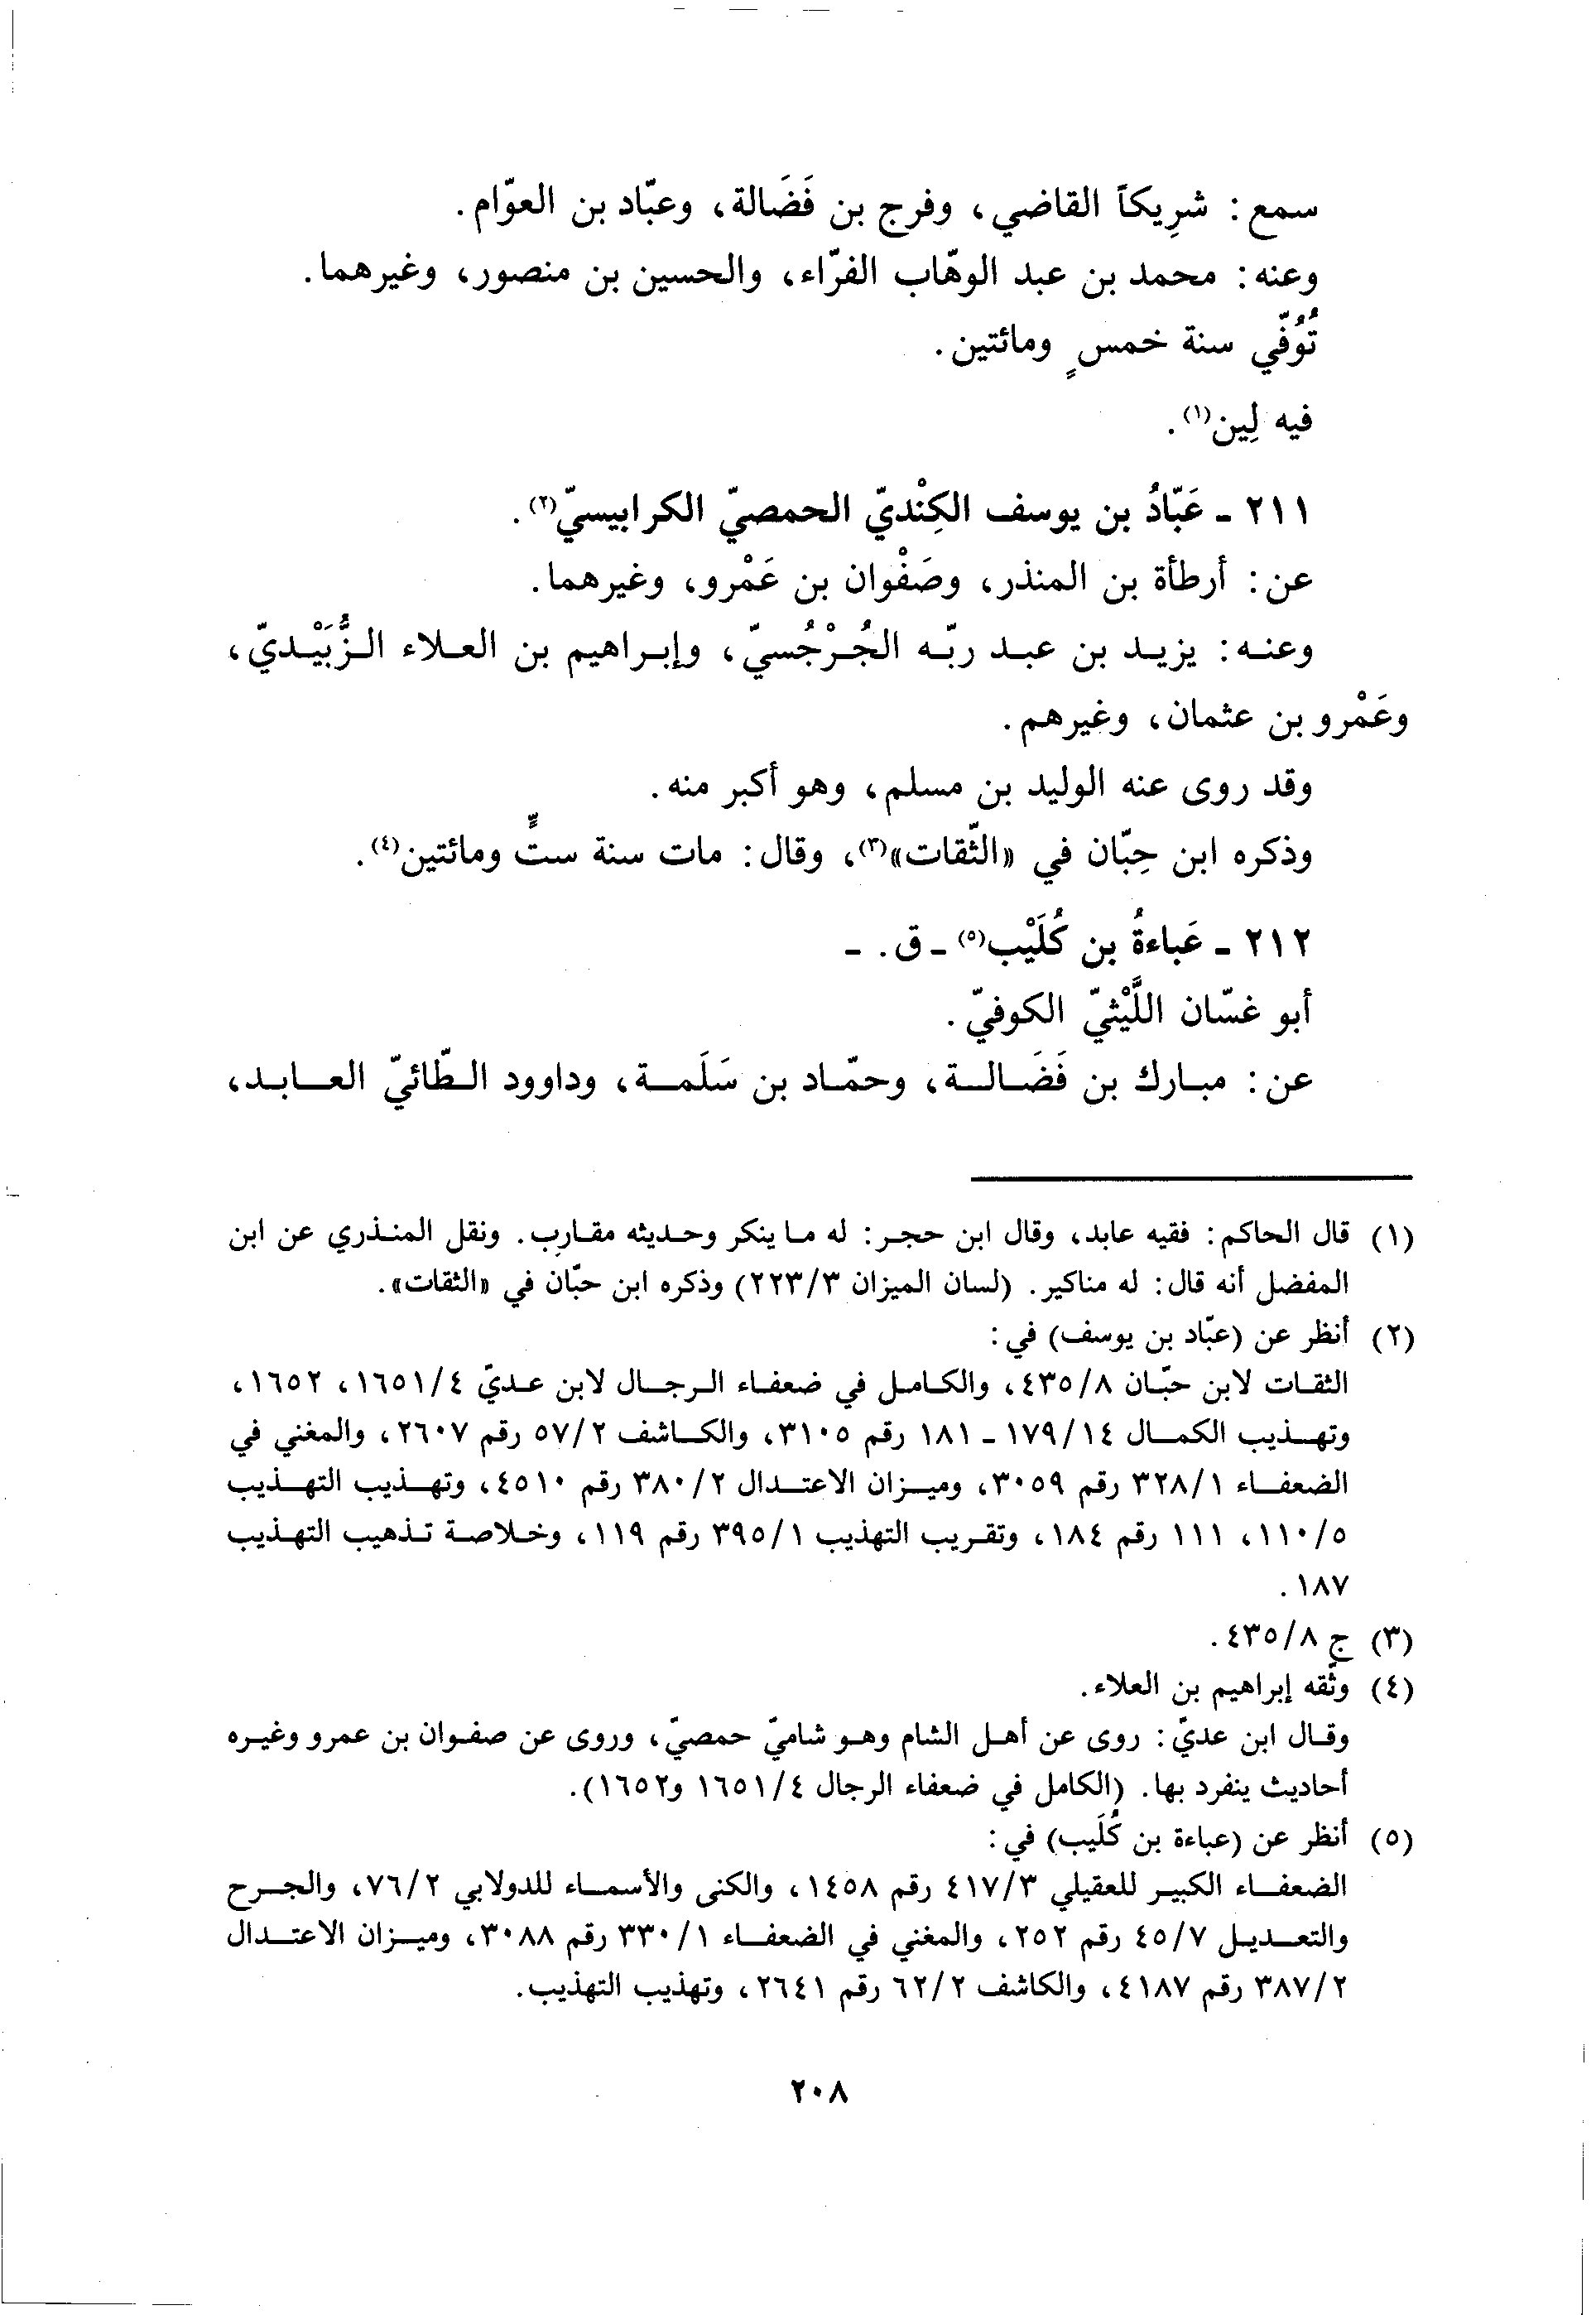 سمع: شرِيكاً القاضي، وفرج بن فَضَالة، وعبّاد بن العوّام.
وعنه: محمد بن عبد الوهّاب الفرّاء، والحسين بن منصور، وغيرهما.
تُوُفّي سنة خمسٍ ومائتين.
فيه لِين(١).
٢١١ ـ عَبّادُ بن يوسف الكِنْديّ الحمصيّ الكرابيسيّ(٢).
عن: أرطأة بن المنذر، وصَفْوان بن عَمْرو، وغيرهما.
وعنه: يزيد بن عبد ربّه الجُرْجُسيّ، وإبراهيم بن العلاء الزُّبَيْديّ،
وعَمْرو بن عثمان، وغيرهم.
وقد روى عنه الوليد بن مسلم، وهو أكبر منه.
وذكره ابن حِبّان في «الثّقات»(٣)، وقال: مات سنة ستٍّ ومائتين(٤).
٢١٢ ـ عَباءةُ بن كُلَيْب(٥) ـ ق. ـ
أبو غسّان اللَّيْثيّ الكوفيّ.
عن: مبارك بن فَضَالة، وحمّاد بن سَلَمة، وداوود الطّائيّ العابد،
(١) قال الحاكم: فقيه عابد، وقال ابن حجر: له ما ينكر وحديثه مقارب. ونقل المنذري عن ابن
المفضل أنه قال: له مناكير. (لسان الميزان ٢٢٣/٣) وذكره ابن حبّان في «الثقات».
(٢) أنظر عن (عبّاد بن يوسف) في:
الثقات لابن حبّان ٤٣٥/٨، والكامل في ضعفاء الرجال لابن عديّ ١٦٥١/٤، ١٦٥٢،
وتهذيب الكمال ١٧٩/١٤ ـ ١٨١ رقم ٣١٠٥، والكاشف ٥٧/٢ رقم ٢٦٠٧، والمغني في
الضعفاء ٣٢٨/١ رقم ٣٠٥٩، وميزان الاعتدال ٣٨٠/٢ رقم ٤٥١٠، وتهذيب التهذيب
١١٠/٥، ١١١ رقم ١٨٤، وتقريب التهذيب ٣٩٥/١ رقم ١١٩، وخلاصة تذهيب التهذيب
١٨٧.
(٣) ج ٤٣٥/٨.
(٤) وثّقه إبراهيم بن العلاء.
وقال ابن عديّ: روى عن أهل الشام وهو شاميّ حمصيّ، وروى عن صفوان بن عمرو وغيره
أحاديث ينفرد بها. (الكامل في ضعفاء الرجال ١٦٥١/٤ و١٦٥٢).
(٥) أنظر عن (عباءة بن كُلَيب) في:
الضعفاء الكبير للعقيلي ٤١٧/٣ رقم ١٤٥٨، والكنى والأسماء للدولابي ٧٦/٢، والجرح
والتعديل ٤٥/٧ رقم ٢٥٢، والمغني في الضعفاء ٣٣٠/١ رقم ٣٠٨٨، وميزان الاعتدال
٣٨٧/٢ رقم ٤١٨٧، والكاشف ٦٢/٢ رقم ٢٦٤١، وتهذيب التهذيب.
٢٠٨